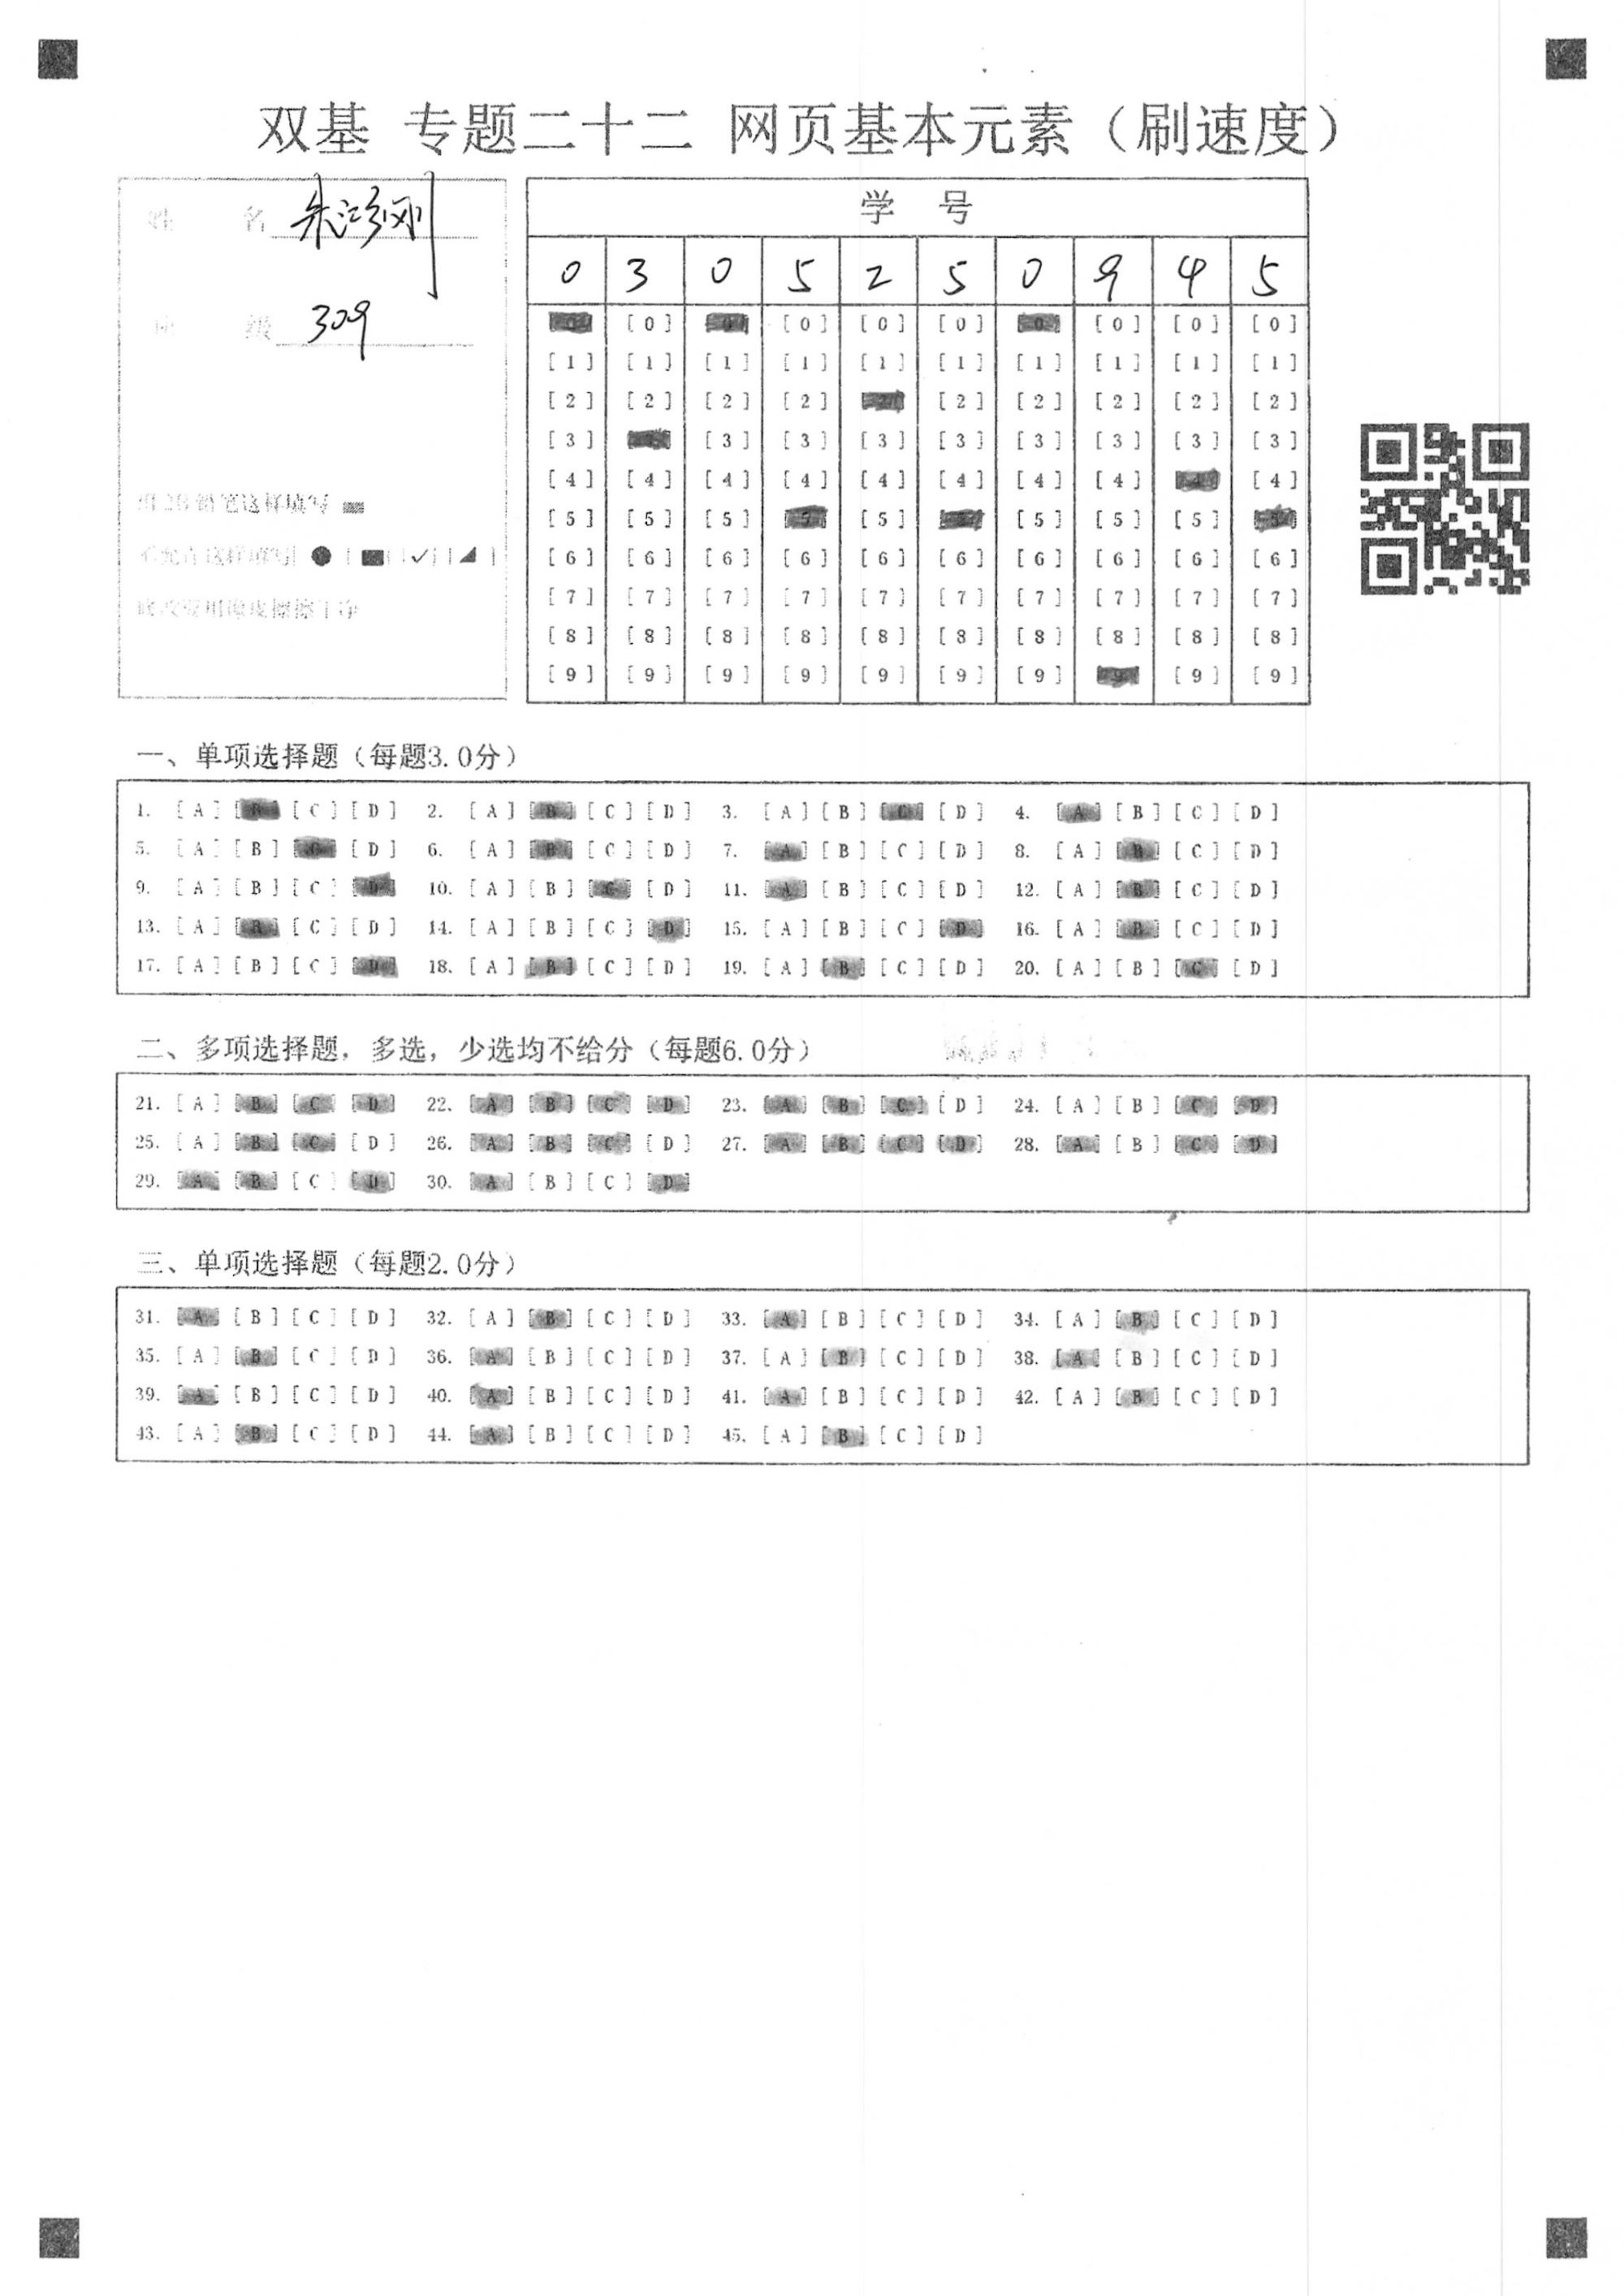 双基 专题二十二 网页基本元素（刷速度）
姓 名
级 309
用2B铅笔这样填写
不允许这样填写[ ● [ ■ [ ] ✓ ] [ ◢ ]
修改要用橡皮擦擦干净
学 号
0 3 0 5 2 5 0 9 4 5
[0] [0] [0] [0] [0] [0] [0] [0] [0] [0]
[1] [1] [1] [1] [1] [1] [1] [1] [1] [1]
[2] [2] [2] [2] [2] [2] [2] [2] [2] [2]
[3] [3] [3] [3] [3] [3] [3] [3] [3] [3]
[4] [4] [4] [4] [4] [4] [4] [4] [4] [4]
[5] [5] [5] [5] [5] [5] [5] [5] [5] [5]
[6] [6] [6] [6] [6] [6] [6] [6] [6] [6]
[7] [7] [7] [7] [7] [7] [7] [7] [7] [7]
[8] [8] [8] [8] [8] [8] [8] [8] [8] [8]
[9] [9] [9] [9] [9] [9] [9] [9] [9] [9]
一、单项选择题（每题3.0分）
1. [A] [B] [C] [D] 2. [A] [B] [C] [D] 3. [A] [B] [C] [D] 4. [A] [B] [C] [D]
5. [A] [B] [C] [D] 6. [A] [B] [C] [D] 7. [A] [B] [C] [D] 8. [A] [B] [C] [D]
9. [A] [B] [C] [D] 10. [A] [B] [C] [D] 11. [A] [B] [C] [D] 12. [A] [B] [C] [D]
13. [A] [B] [C] [D] 14. [A] [B] [C] [D] 15. [A] [B] [C] [D] 16. [A] [B] [C] [D]
17. [A] [B] [C] [D] 18. [A] [B] [C] [D] 19. [A] [B] [C] [D] 20. [A] [B] [C] [D]
二、多项选择题，多选，少选均不给分（每题6.0分）
21. [A] [B] [C] [D] 22. [A] [B] [C] [D] 23. [A] [B] [C] [D] 24. [A] [B] [C] [D]
25. [A] [B] [C] [D] 26. [A] [B] [C] [D] 27. [A] [B] [C] [D] 28. [A] [B] [C] [D]
29. [A] [B] [C] [D] 30. [A] [B] [C] [D]
三、单项选择题（每题2.0分）
31. [A] [B] [C] [D] 32. [A] [B] [C] [D] 33. [A] [B] [C] [D] 34. [A] [B] [C] [D]
35. [A] [B] [C] [D] 36. [A] [B] [C] [D] 37. [A] [B] [C] [D] 38. [A] [B] [C] [D]
39. [A] [B] [C] [D] 40. [A] [B] [C] [D] 41. [A] [B] [C] [D] 42. [A] [B] [C] [D]
43. [A] [B] [C] [D] 44. [A] [B] [C] [D] 45. [A] [B] [C] [D]